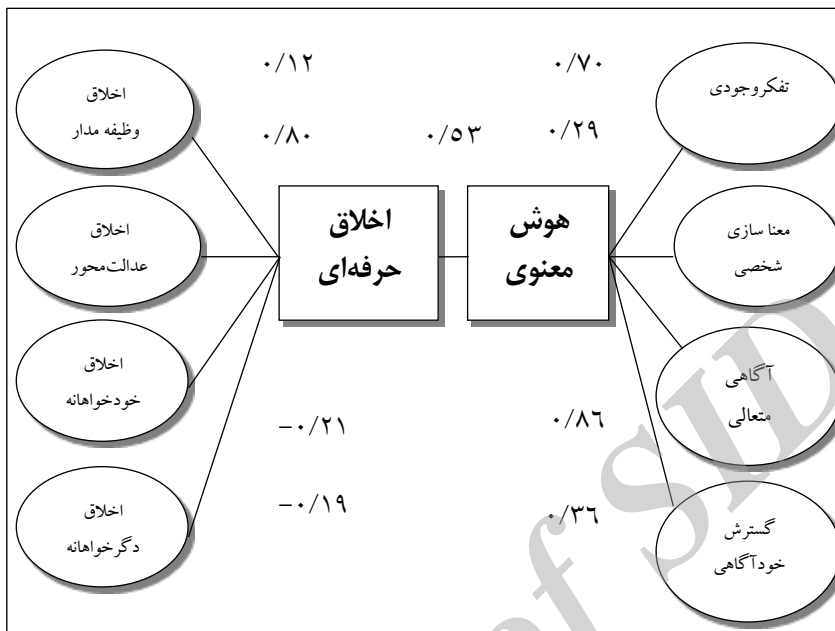 ۰/۱۲
۰/۷۰
تفکروجودی
اخلاق
وظیفه مدار
۰/۸۰
۰/۵۳
۰/۲۹
معنا سازی
شخصی
هوش
معنوی
اخلاق
حرفه‌ای
اخلاق
عدالت‌محور
آگاهی
متعالی
اخلاق
خودخواهانه
-۰/۲۱
۰/۸۶
گسترش
خودآگاهی
۰/۳۶
-۰/۱۹
اخلاق
دگرخواهانه
of SID